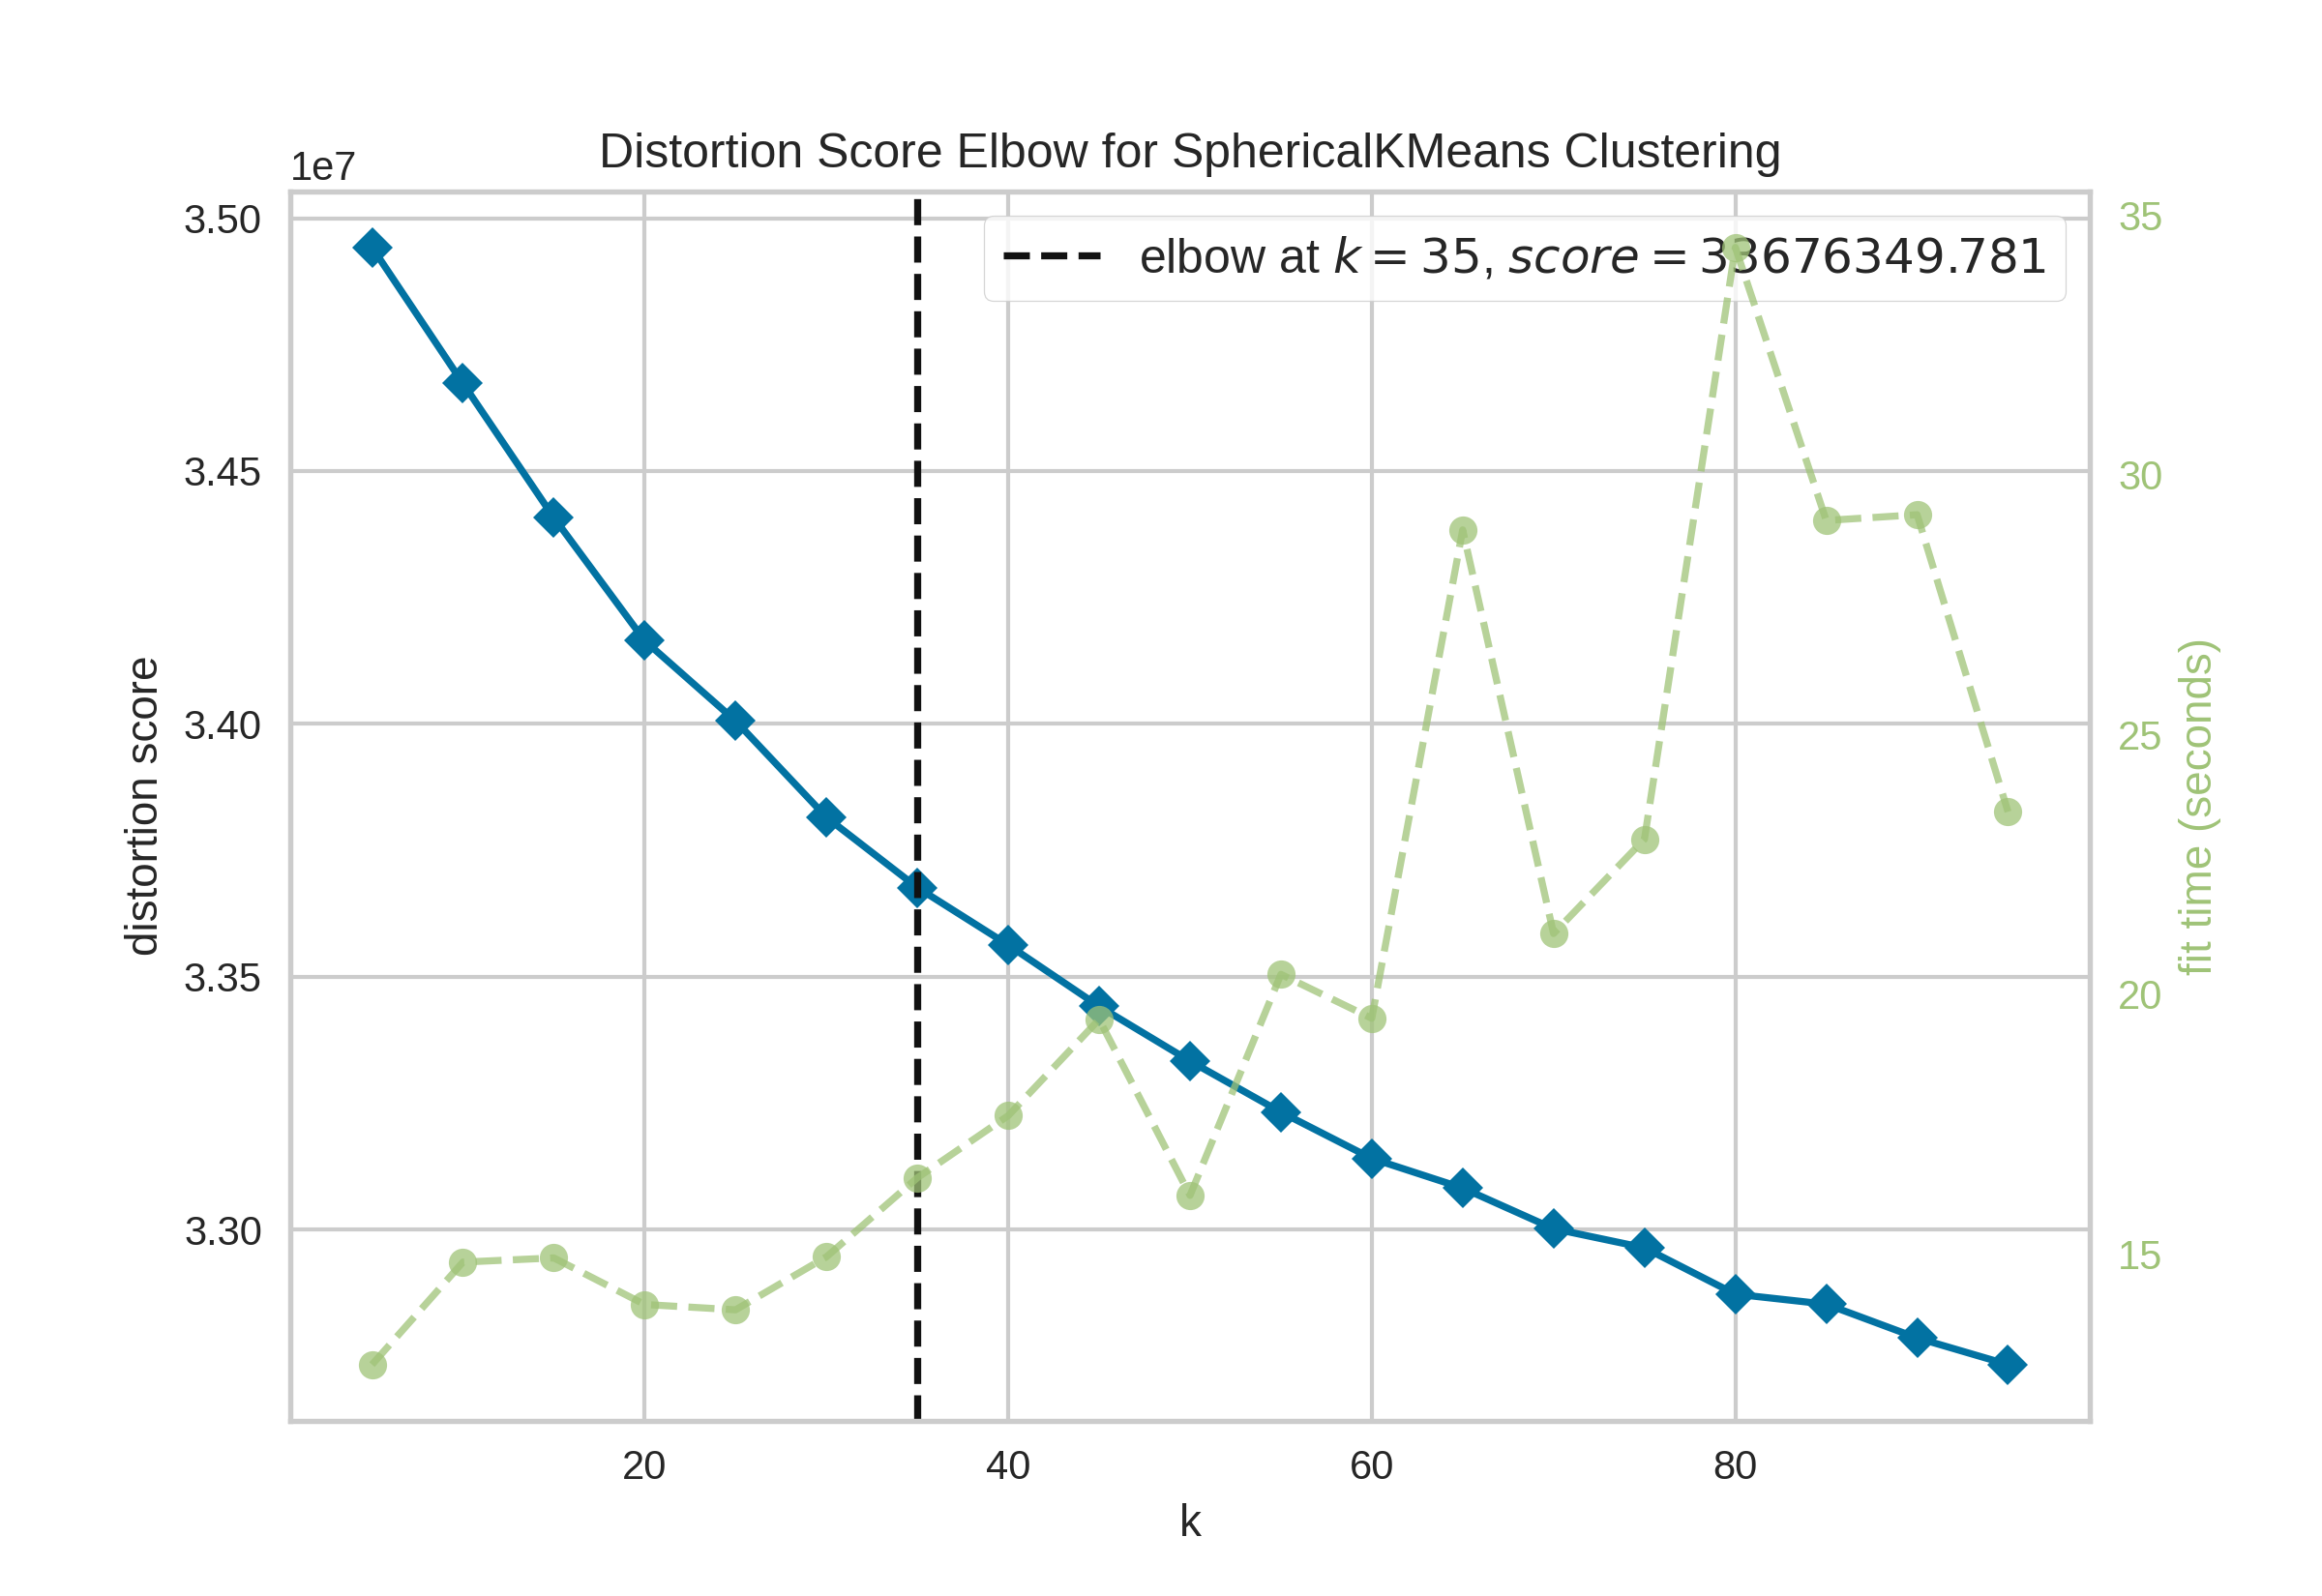 Distortion Score Elbow for SphericalKMeans Clustering
1e7
elbow at k = 35, score = 33676349.781
3.50
3.45
3.40
3.35
3.30
distortion score
35
30
25
20
15
fit time (seconds)
20 40 60 80
k